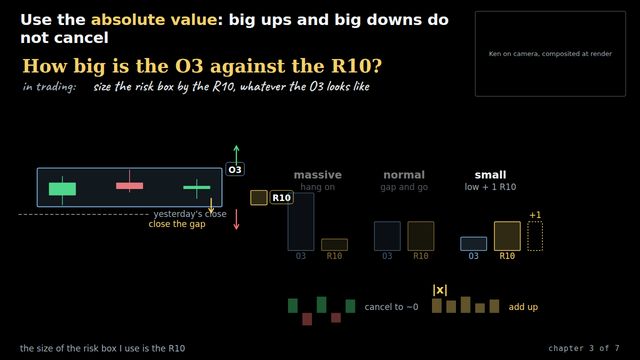 Use the absolute value: big ups and big downs do
not cancel
Ken on camera, composited at render
How big is the O3 against the R10?
in trading: size the risk box by the R10, whatever the O3 looks like
O3
massive normal small
hang on gap and go low + 1 R10
R10
yesterday's close
close the gap
+1
O3 R10 O3 R10 O3 R10
|x|
cancel to ~0 add up
the size of the risk box I use is the R10
chapter 3 of 7